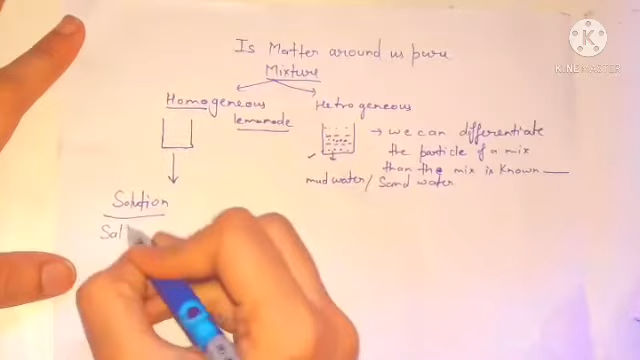 Is Matter around us pure
Mixture
Homogeneous
Hetrogeneous
lemonade
→ we can differentiate
the particle of a mix
than the mix is known
mud water/ Sand water
Solution
Sal
K
KINEMASTER